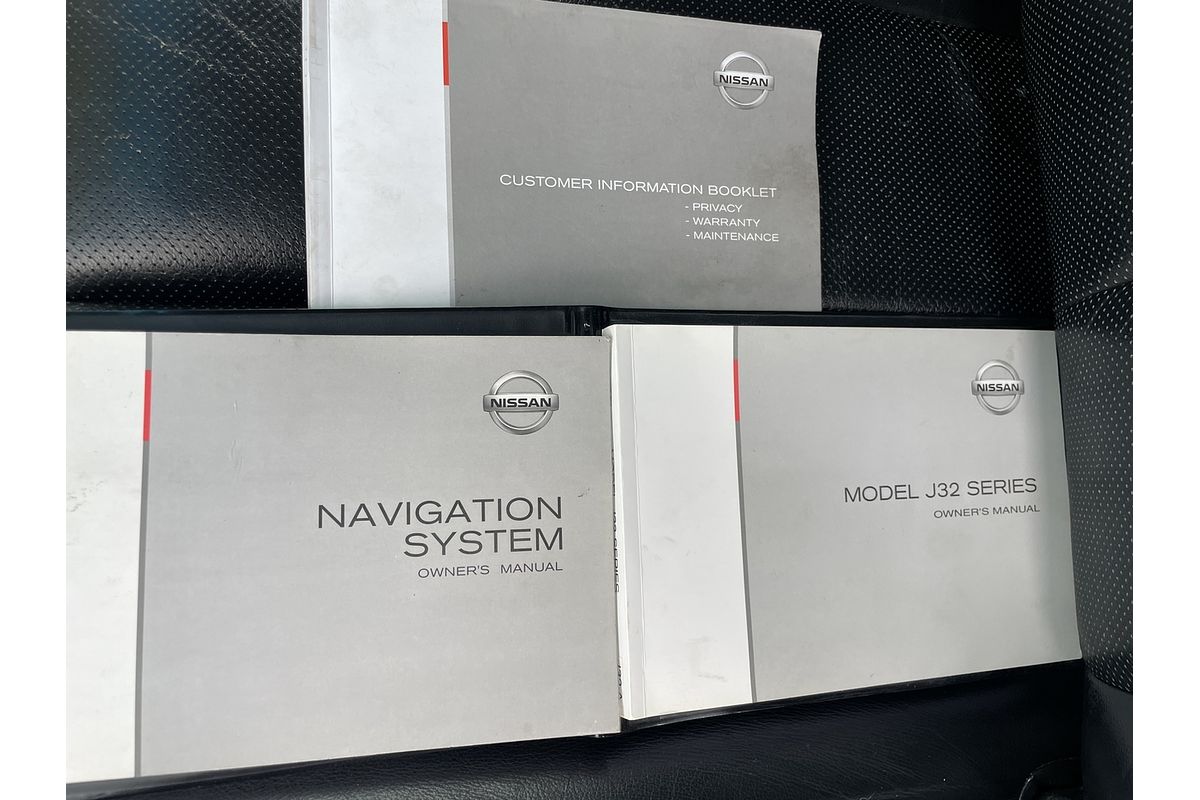 NISSAN
CUSTOMER INFORMATION BOOKLET
- PRIVACY
- WARRANTY
- MAINTENANCE
NISSAN
NAVIGATION
SYSTEM
OWNER'S MANUAL
NISSAN
MODEL J32 SERIES
OWNER'S MANUAL